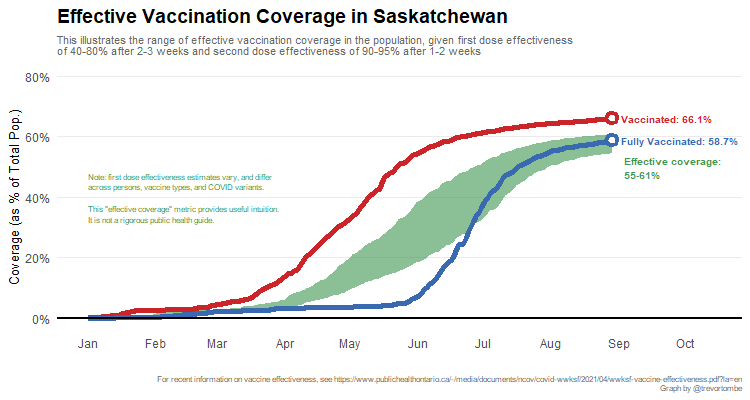 Effective Vaccination Coverage in Saskatchewan
This illustrates the range of effective vaccination coverage in the population, given first dose effectiveness
of 40-80% after 2-3 weeks and second dose effectiveness of 90-95% after 1-2 weeks
Coverage (as % of Total Pop.)
80%
60%
40%
20%
0%
Vaccinated: 66.1%
Fully Vaccinated: 58.7%
Effective coverage:
55-61%
Note: first dose effectiveness estimates vary, and differ
across persons, vaccine types, and COVID variants.
This "effective coverage" metric provides useful intuition.
It is not a rigorous public health guide.
Jan Feb Mar Apr May Jun Jul Aug Sep Oct
For recent information on vaccine effectiveness, see https://www.publichealthontario.ca/-/media/documents/ncov/covid-wwksf/2021/04/wwksf-vaccine-effectiveness.pdf?la=en
Graph by @trevortombe